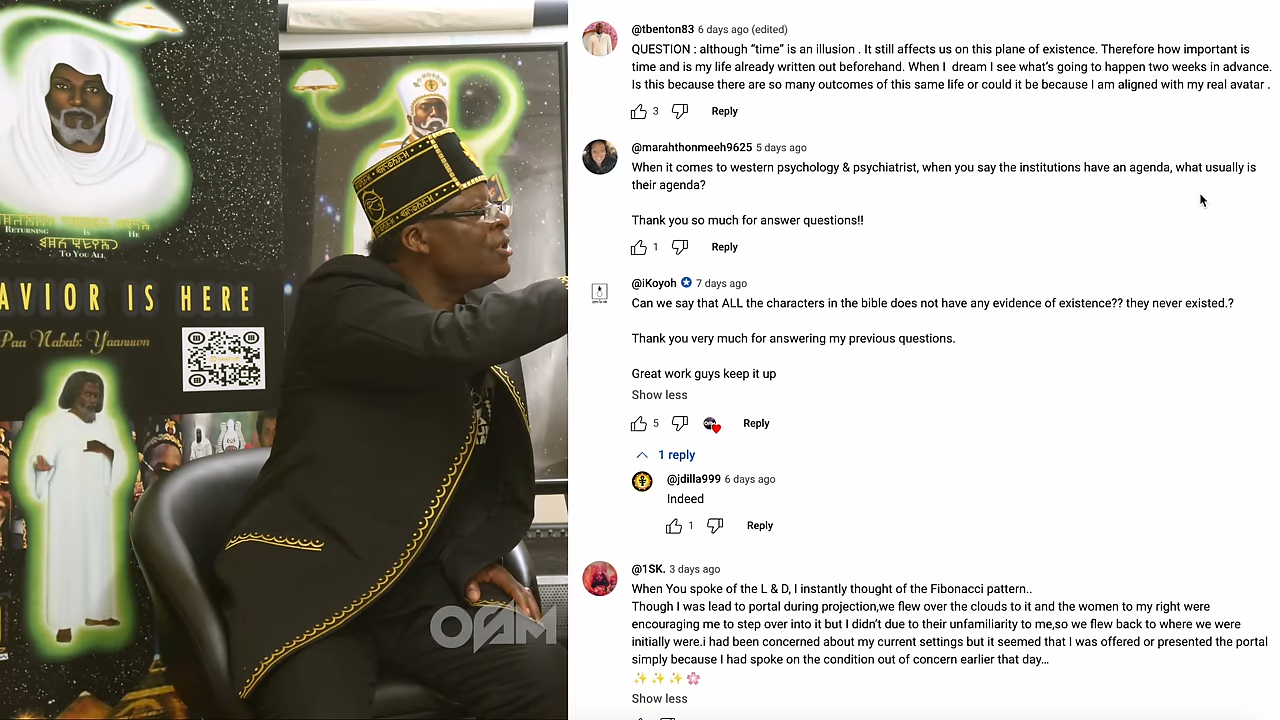 RETURNING IS HE
TO YOU ALL
AVIOR IS HERE
Paa Nabab: Yaanuwn
OAM
@tbenton83 6 days ago (edited)
QUESTION : although “time” is an illusion . It still affects us on this plane of existence. Therefore how important is
time and is my life already written out beforehand. When I dream I see what’s going to happen two weeks in advance.
Is this because there are so many outcomes of this same life or could it be because I am aligned with my real avatar .
3 Reply
@marahthonmeeh9625 5 days ago
When it comes to western psychology & psychiatrist, when you say the institutions have an agenda, what usually is
their agenda?
Thank you so much for answer questions!!
1 Reply
@iKoyoh 7 days ago
Can we say that ALL the characters in the bible does not have any evidence of existence?? they never existed.?
Thank you very much for answering my previous questions.
Great work guys keep it up
Show less
5 Reply
1 reply
@jdilla999 6 days ago
Indeed
1 Reply
@1SK. 3 days ago
When You spoke of the L & D, I instantly thought of the Fibonacci pattern..
Though I was lead to portal during projection,we flew over the clouds to it and the women to my right were
encouraging me to step over into it but I didn’t due to their unfamiliarity to me,so we flew back to where we were
initially were.i had been concerned about my current settings but it seemed that I was offered or presented the portal
simply because I had spoke on the condition out of concern earlier that day…
✨✨✨🌸
Show less